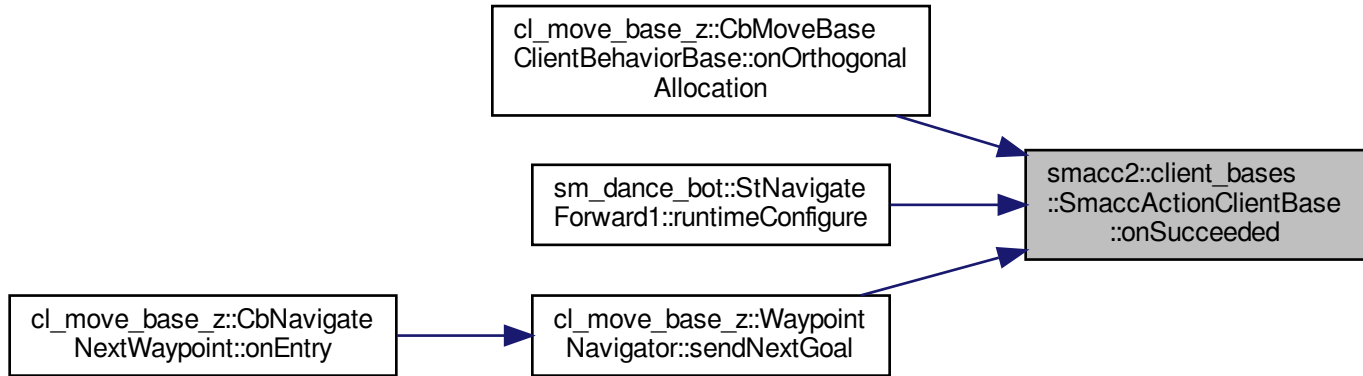 cl_move_base_z::CbMoveBase
ClientBehaviorBase::onOrthogonal
Allocation
smacc2::client_bases
::SmaccActionClientBase
::onSucceeded
sm_dance_bot::StNavigate
Forward1::runtimeConfigure
cl_move_base_z::CbNavigate
NextWaypoint::onEntry
cl_move_base_z::Waypoint
Navigator::sendNextGoal